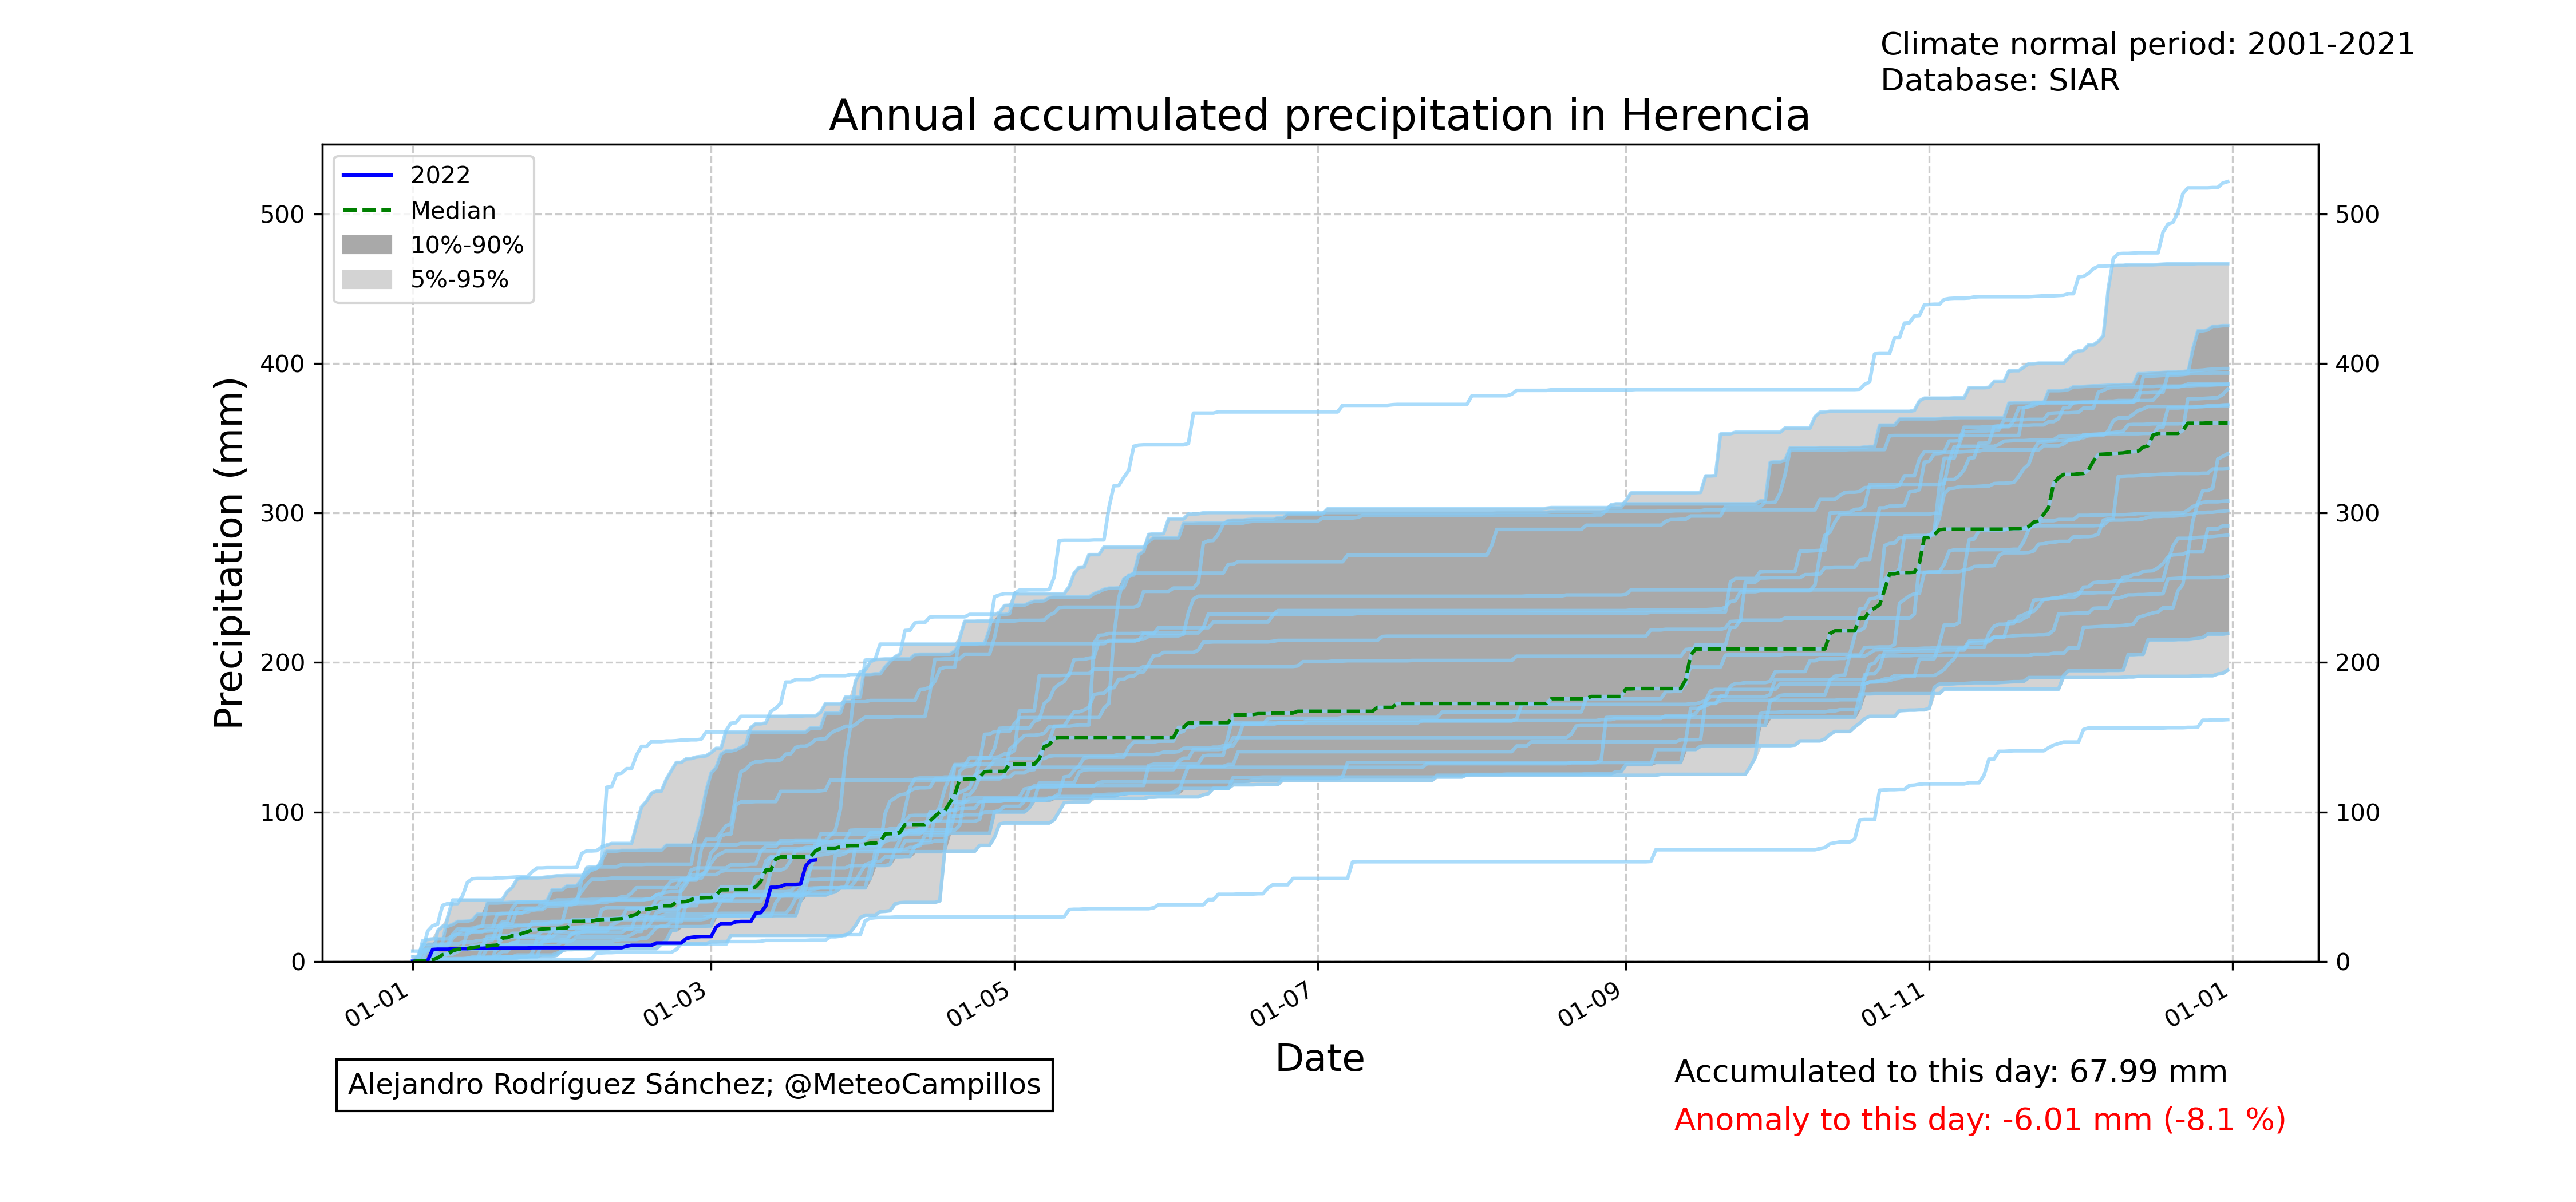 Climate normal period: 2001-2021
Database: SIAR
Annual accumulated precipitation in Herencia
2022
Median
10%-90%
5%-95%
Precipitation (mm)
500
400
300
200
100
0
500
400
300
200
100
0
01-01
01-03
01-05
01-07
01-09
01-11
01-01
Date
Alejandro Rodríguez Sánchez; @MeteoCampillos
Accumulated to this day: 67.99 mm
Anomaly to this day: -6.01 mm (-8.1 %)